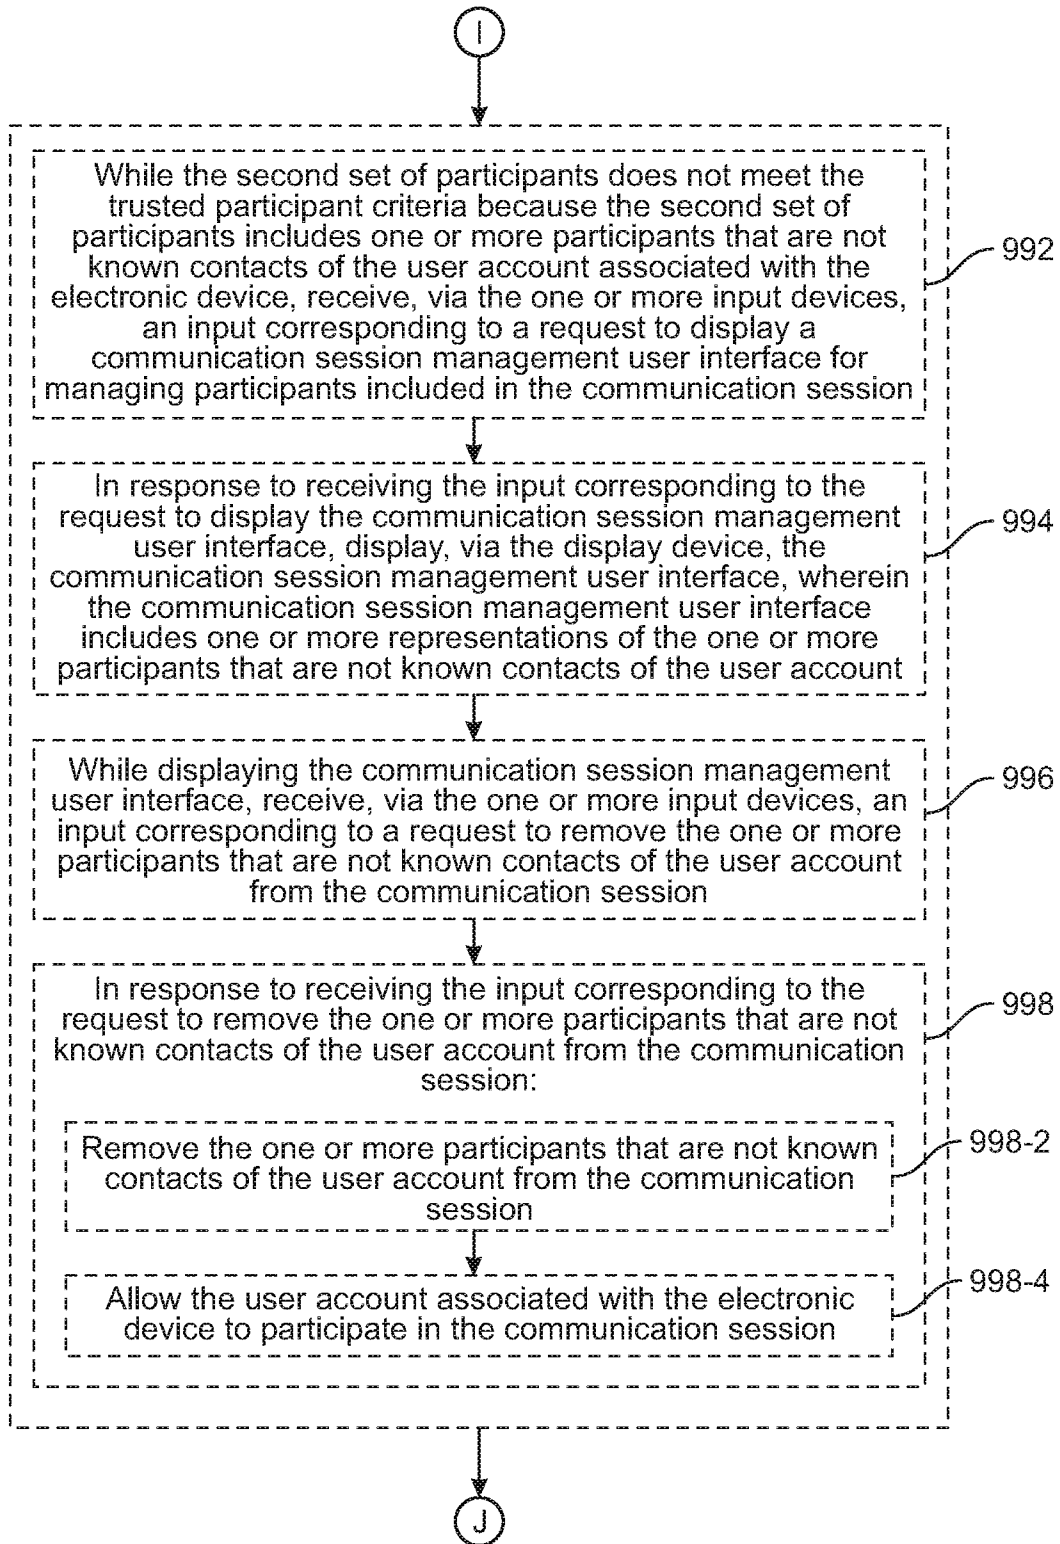 I
While the second set of participants does not meet the
trusted participant criteria because the second set of
participants includes one or more participants that are not
known contacts of the user account associated with the
electronic device, receive, via the one or more input devices,
an input corresponding to a request to display a
communication session management user interface for
managing participants included in the communication session
992
In response to receiving the input corresponding to the
request to display the communication session management
user interface, display, via the display device, the
communication session management user interface, wherein
the communication session management user interface
includes one or more representations of the one or more
participants that are not known contacts of the user account
994
While displaying the communication session management
user interface, receive, via the one or more input devices, an
input corresponding to a request to remove the one or more
participants that are not known contacts of the user account
from the communication session
996
In response to receiving the input corresponding to the
request to remove the one or more participants that are not
known contacts of the user account from the communication
session:
998
Remove the one or more participants that are not known
contacts of the user account from the communication
session
998-2
Allow the user account associated with the electronic
device to participate in the communication session
998-4
J